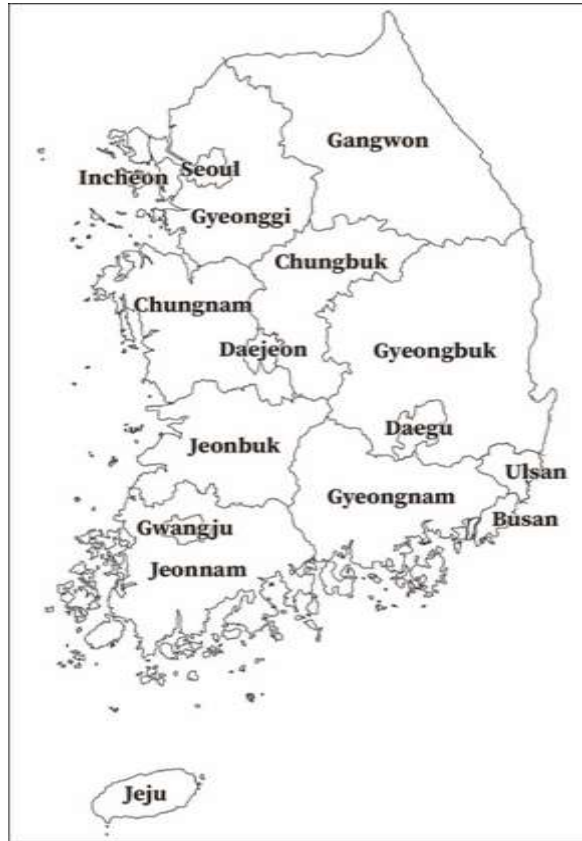 Gangwon
Incheon
Seoul
Gyeonggi
Chungbuk
Chungnam
Daejeon
Gyeongbuk
Daegu
Jeonbuk
Ulsan
Gyeongnam
Busan
Gwangju
Jeonnam
Jeju